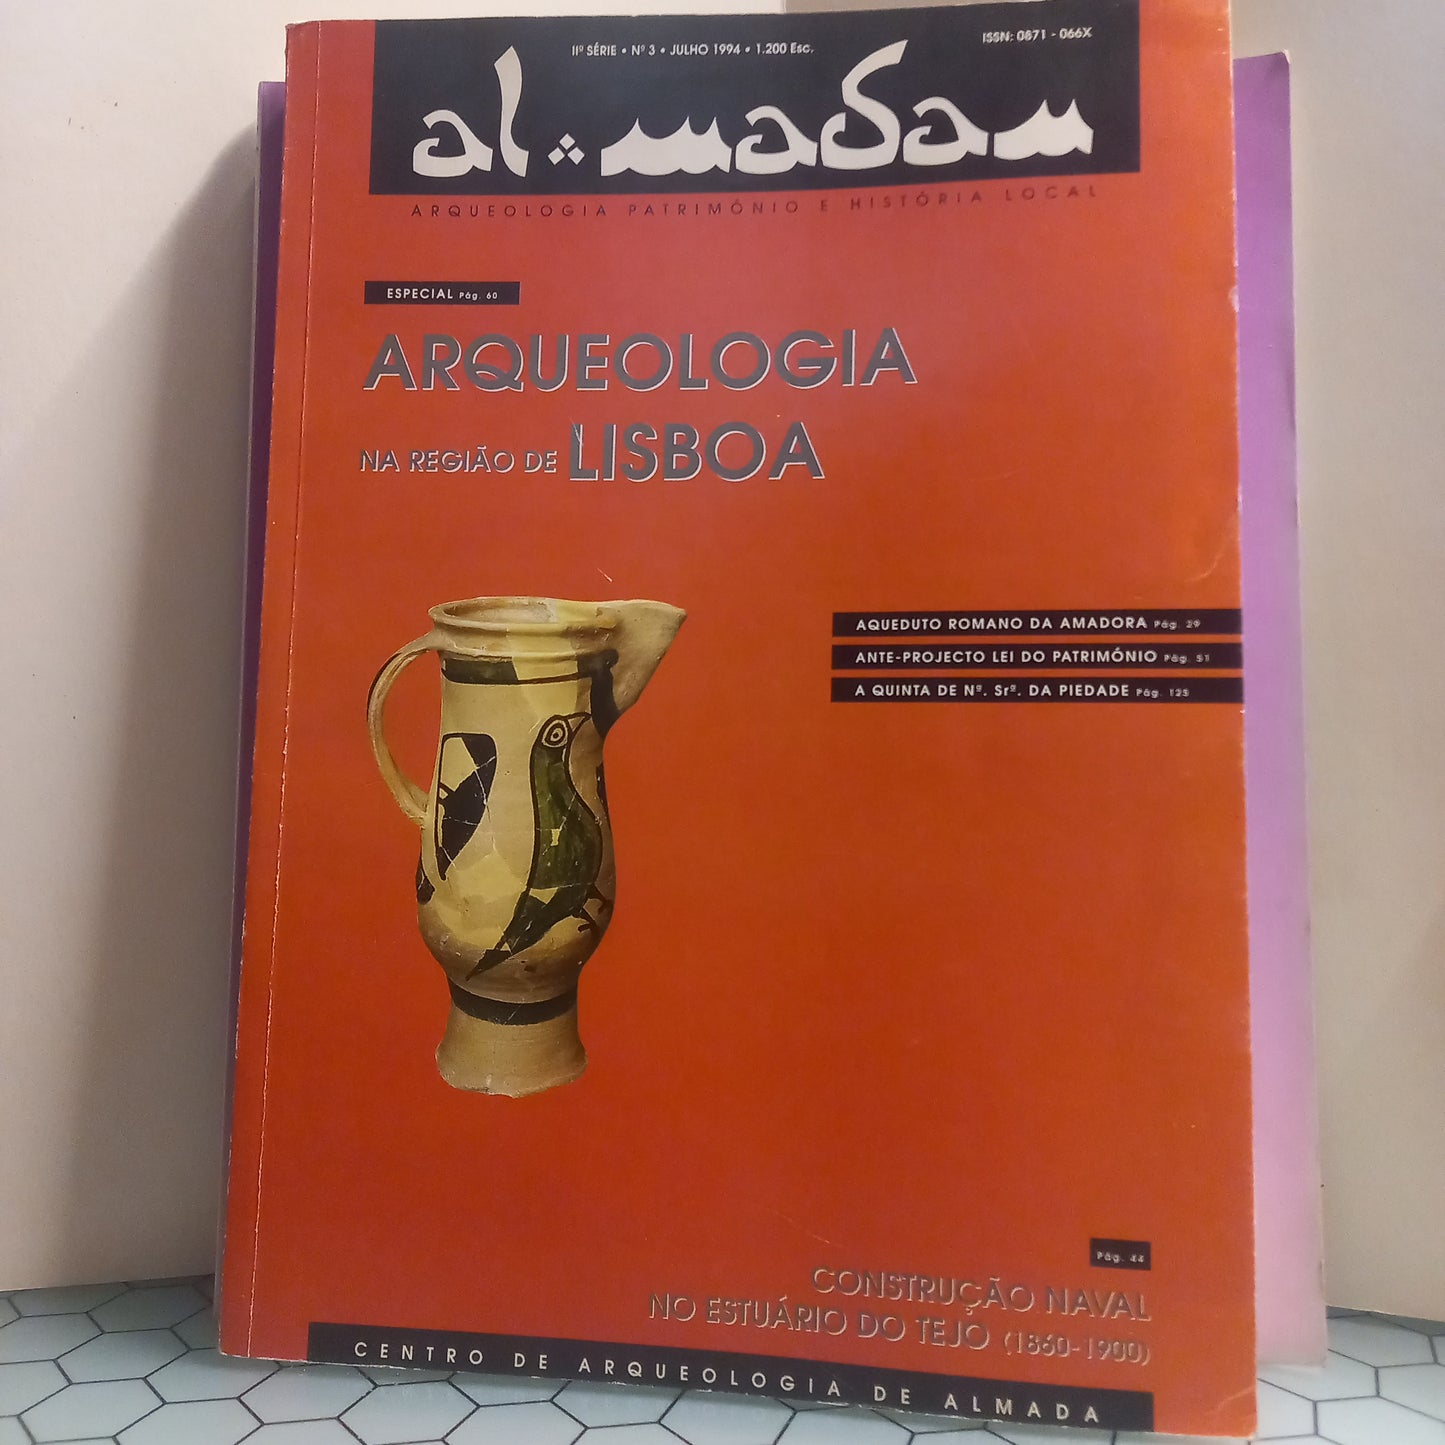 IIª SÉRIE • Nº 3 • JULHO 1994 • 1.200 Esc.
ISSN: 0871 - 066X
al-madan
ARQUEOLOGIA PATRIMÓNIO E HISTÓRIA LOCAL
ESPECIAL Pág. 60
ARQUEOLOGIA
NA REGIÃO DE LISBOA
AQUEDUTO ROMANO DA AMADORA Pág. 29
ANTE-PROJECTO LEI DO PATRIMÓNIO Pág. 51
A QUINTA DE Nª. Srª. DA PIEDADE Pág. 125
Pág. 44
CONSTRUÇÃO NAVAL
NO ESTUÁRIO DO TEJO (1860-1900)
CENTRO DE ARQUEOLOGIA DE ALMADA